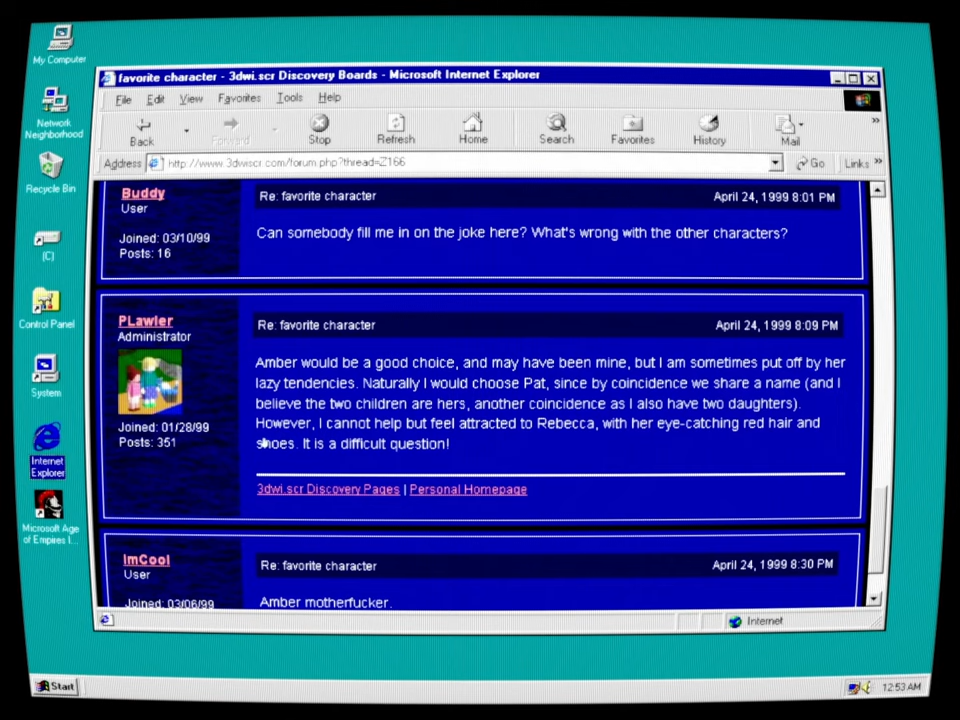 My Computer
Network
Neighborhood
Recycle Bin
(C)
Control Panel
System
Internet
Explorer
Microsoft Age
of Empires I...
favorite character - 3dwi.scr Discovery Boards - Microsoft Internet Explorer
File Edit View Favorites Tools Help
Back Forward Stop Refresh Home Search Favorites History Mail »
Address http://www.3dwiscr.com/forum.php?thread=Z166 Go Links »
Buddy
User
Joined: 03/10/99
Posts: 16
Re: favorite character April 24, 1999 8:01 PM
Can somebody fill me in on the joke here? What's wrong with the other characters?
PLawler
Administrator
Joined: 01/28/99
Posts: 351
Re: favorite character April 24, 1999 8:09 PM
Amber would be a good choice, and may have been mine, but I am sometimes put off by her
lazy tendencies. Naturally I would choose Pat, since by coincidence we share a name (and I
believe the two children are hers, another coincidence as I also have two daughters).
However, I cannot help but feel attracted to Rebecca, with her eye-catching red hair and
shoes. It is a difficult question!
3dwi.scr Discovery Pages | Personal Homepage
ImCool
User
Joined: 03/06/99
Re: favorite character April 24, 1999 8:30 PM
Amber motherfucker.
Internet
Start 12:53 AM